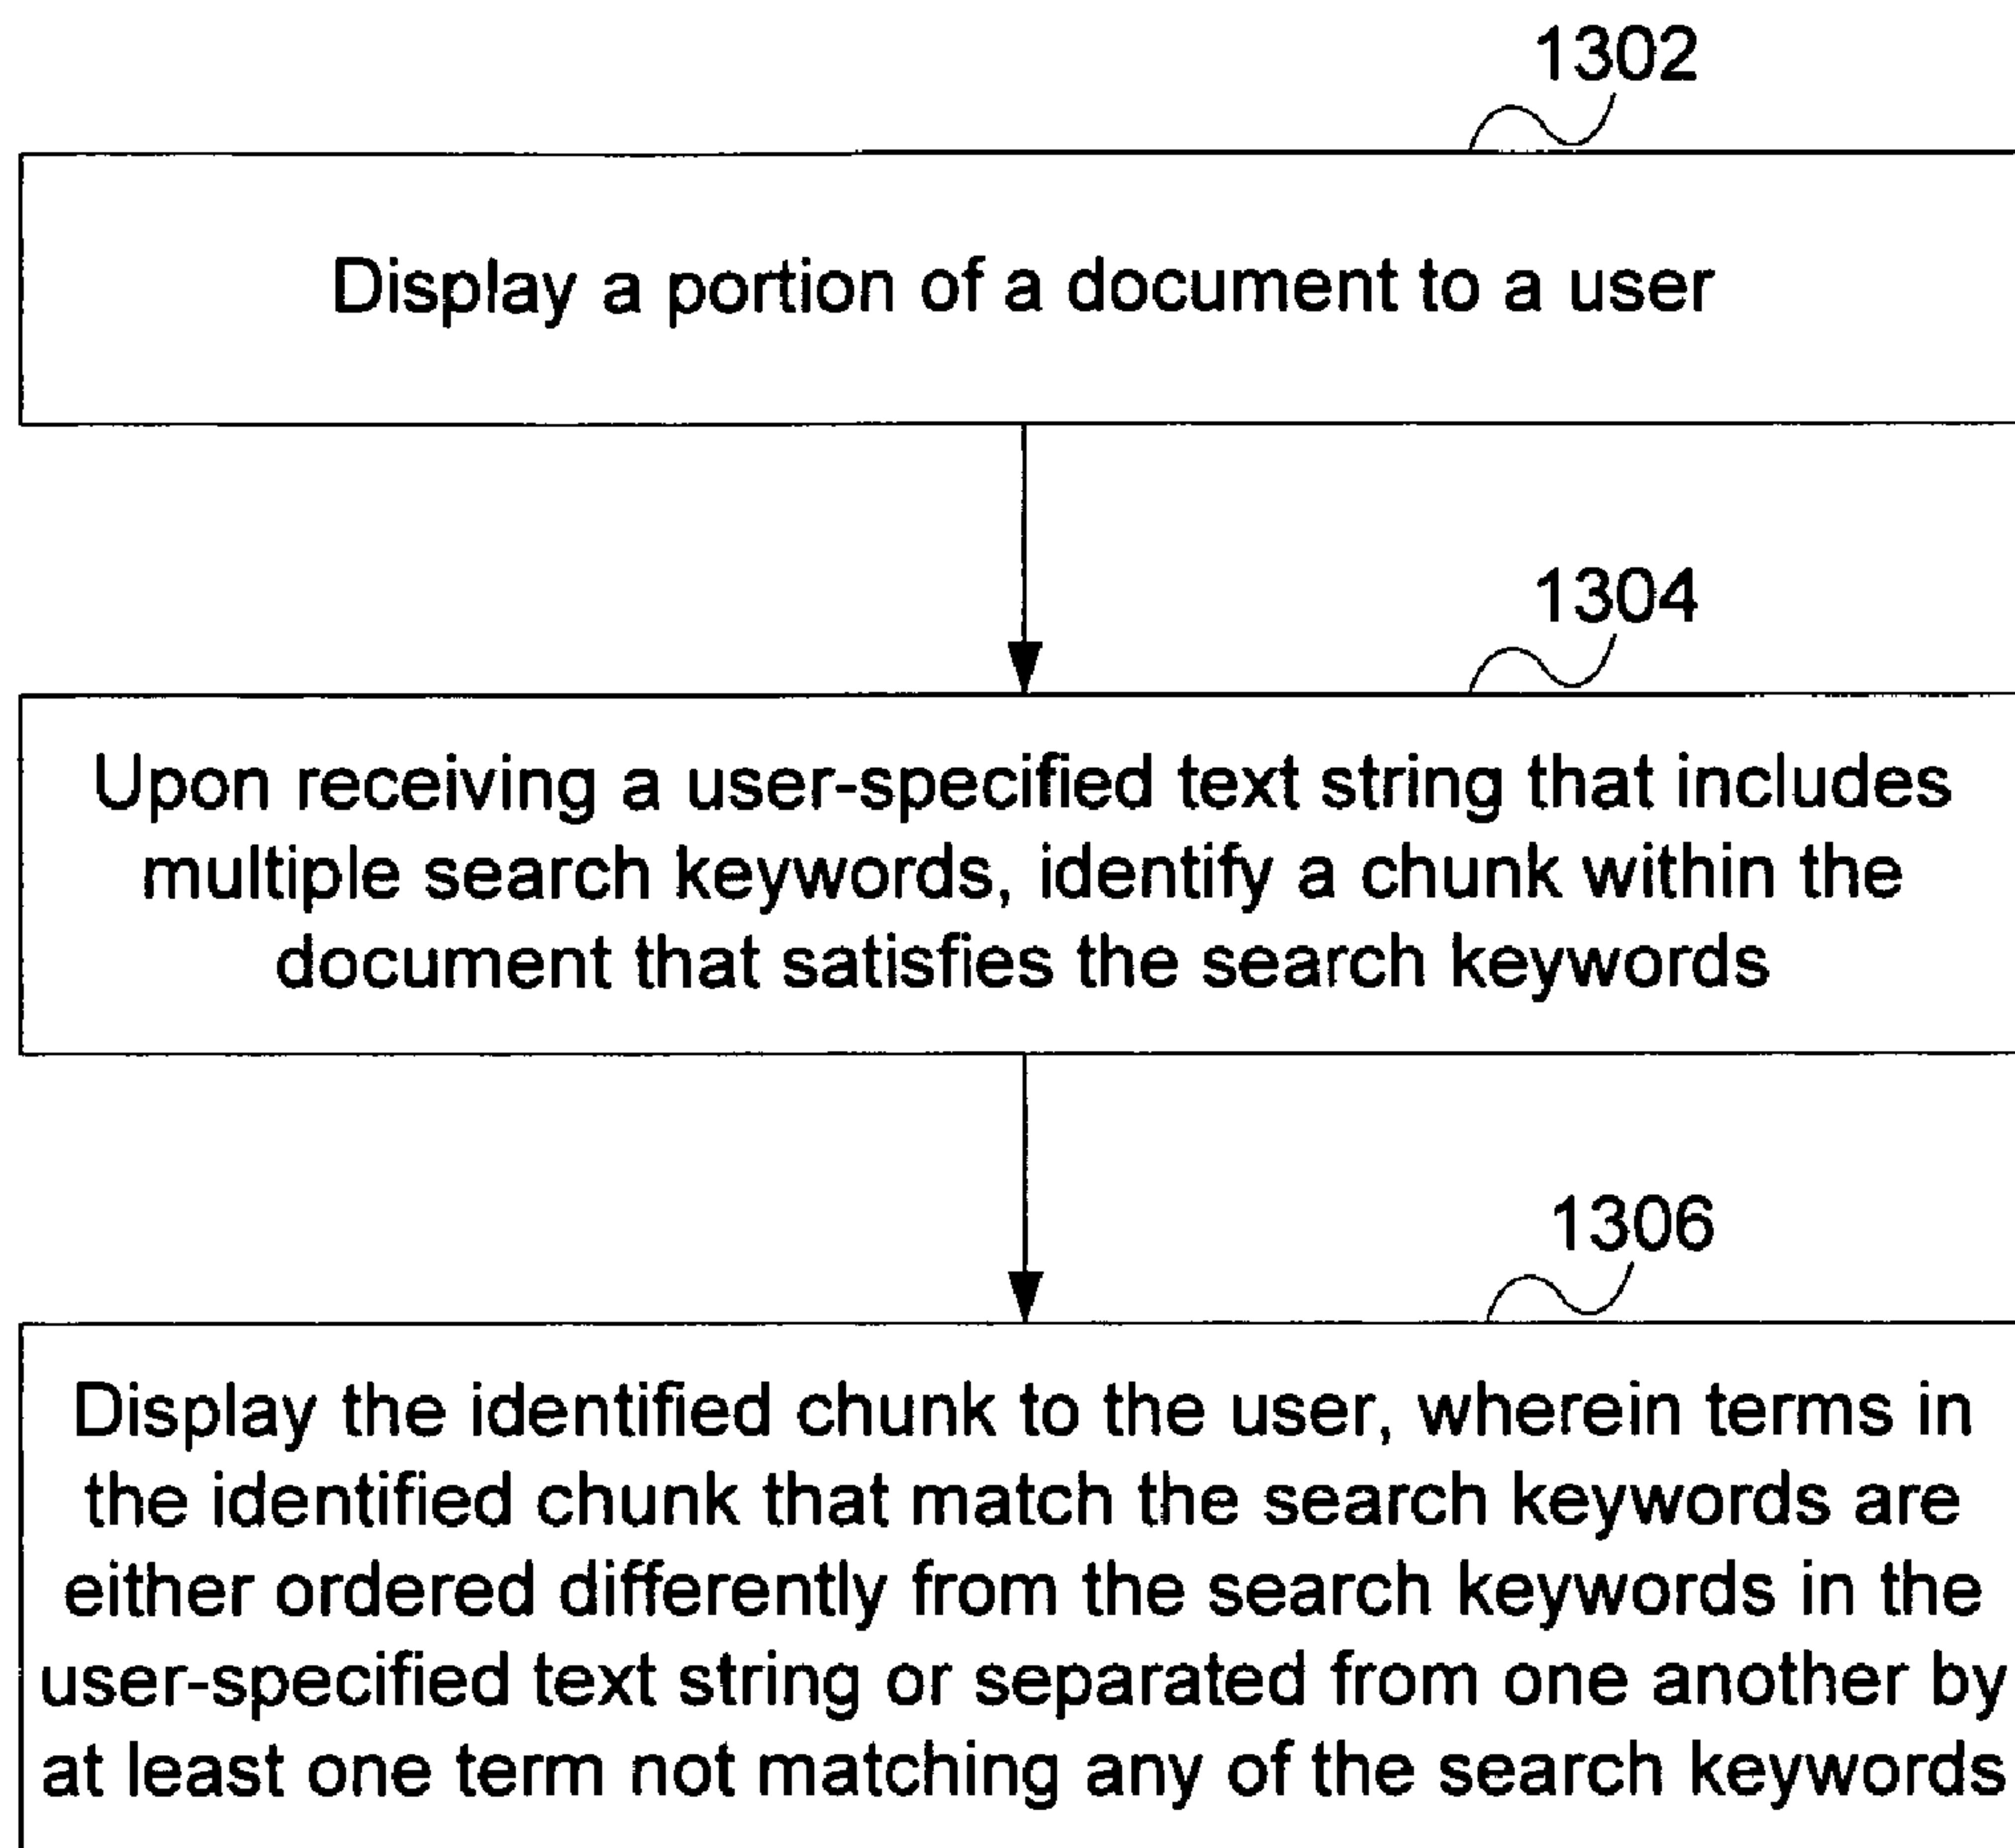 1302
Display a portion of a document to a user
1304
Upon receiving a user-specified text string that includes
multiple search keywords, identify a chunk within the
document that satisfies the search keywords
1306
Display the identified chunk to the user, wherein terms in
the identified chunk that match the search keywords are
either ordered differently from the search keywords in the
user-specified text string or separated from one another by
at least one term not matching any of the search keywords